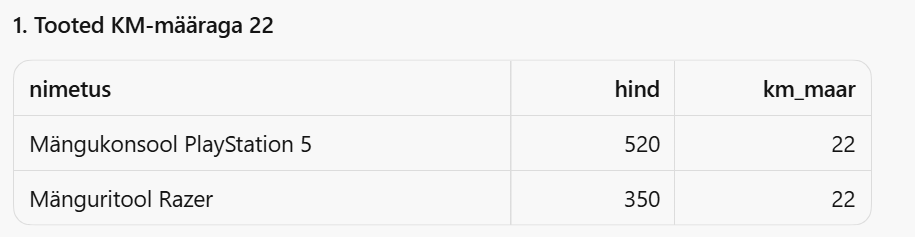 1. Tooted KM-määraga 22
nimetus hind km_maar
Mängukonsool PlayStation 5 520 22
Mänguritool Razer 350 22